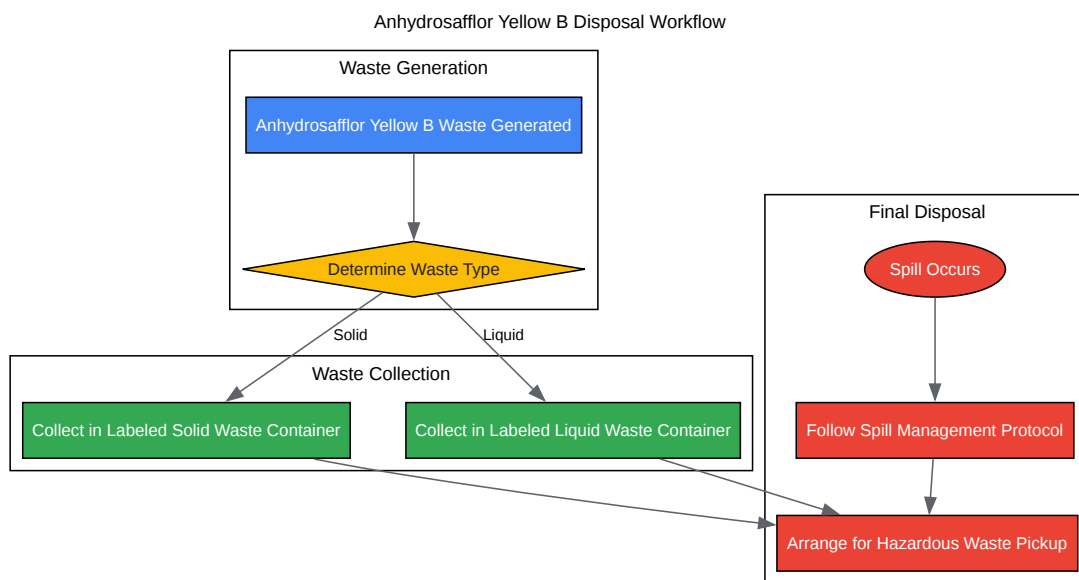 Anhydrosafflor Yellow B Disposal Workflow
Waste Generation
Anhydrosafflor Yellow B Waste Generated
Determine Waste Type
Solid
Liquid
Waste Collection
Collect in Labeled Solid Waste Container
Collect in Labeled Liquid Waste Container
Final Disposal
Spill Occurs
Follow Spill Management Protocol
Arrange for Hazardous Waste Pickup